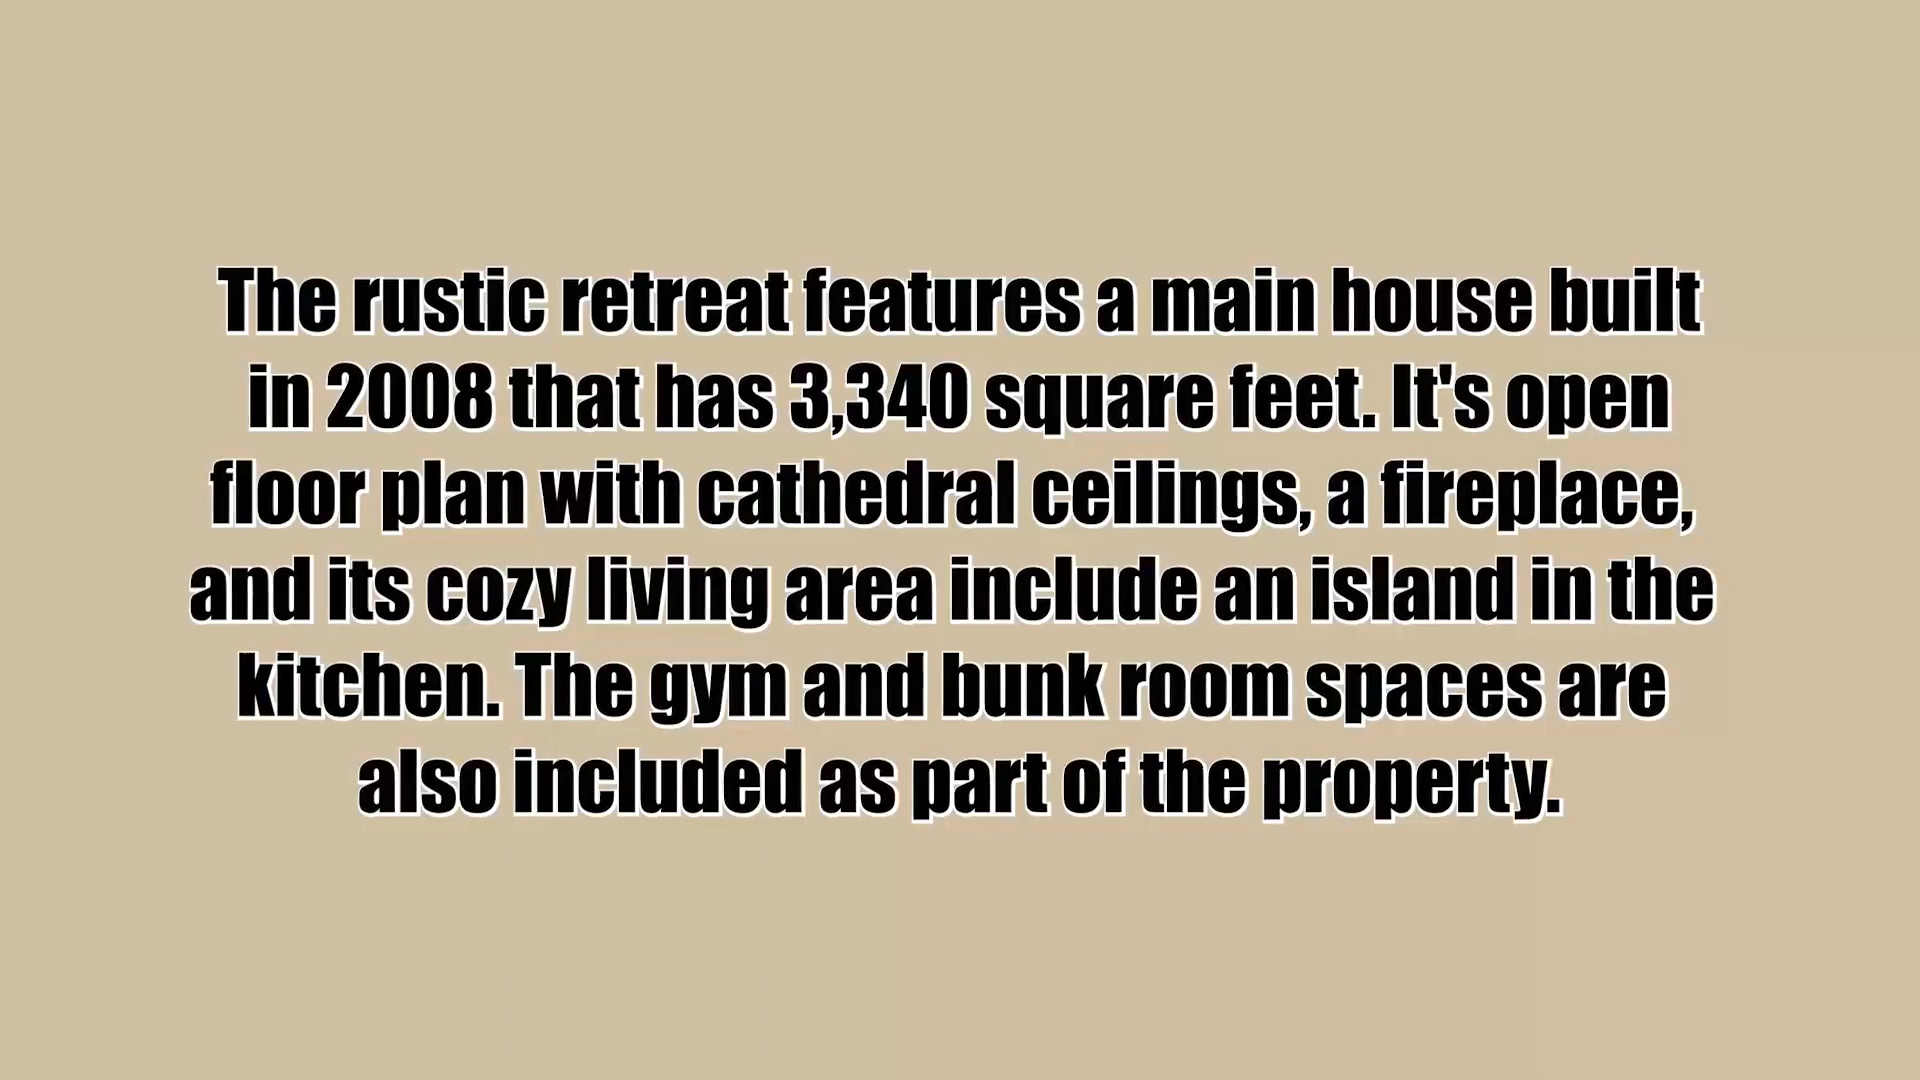 The rustic retreat features a main house built
in 2008 that has 3,340 square feet. It's open
floor plan with cathedral ceilings, a fireplace,
and its cozy living area include an island in the
kitchen. The gym and bunk room spaces are
also included as part of the property.